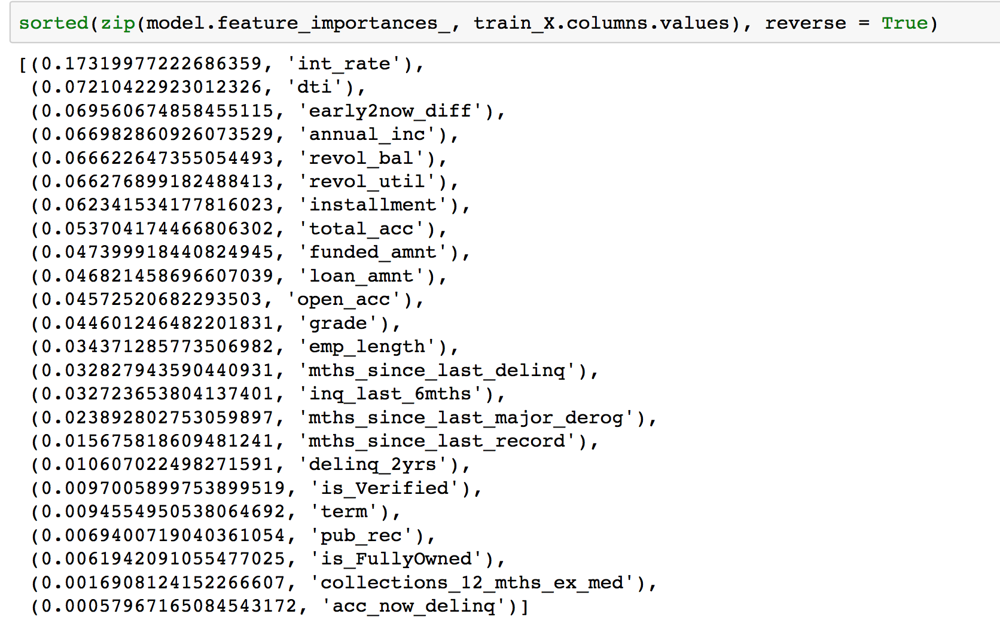 sorted(zip(model.feature_importances_, train_X.columns.values), reverse = True)
[(0.17319977222686359, 'int_rate'),
(0.07210422923012326, 'dti'),
(0.069560674858455115, 'early2now_diff'),
(0.066982860926073529, 'annual_inc'),
(0.066622647355054493, 'revol_bal'),
(0.066276899182488413, 'revol_util'),
(0.062341534177816023, 'installment'),
(0.053704174466806302, 'total_acc'),
(0.047399918440824945, 'funded_amnt'),
(0.046821458696607039, 'loan_amnt'),
(0.04572520682293503, 'open_acc'),
(0.044601246482201831, 'grade'),
(0.034371285773506982, 'emp_length'),
(0.032827943590440931, 'mths_since_last_delinq'),
(0.032723653804137401, 'inq_last_6mths'),
(0.023892802753059897, 'mths_since_last_major_derog'),
(0.015675818609481241, 'mths_since_last_record'),
(0.010607022498271591, 'delinq_2yrs'),
(0.0097005899753899519, 'is_Verified'),
(0.0094554950538064692, 'term'),
(0.0069400719040361054, 'pub_rec'),
(0.0061942091055477025, 'is_FullyOwned'),
(0.0016908124152266607, 'collections_12_mths_ex_med'),
(0.00057967165084543172, 'acc_now_delinq')]